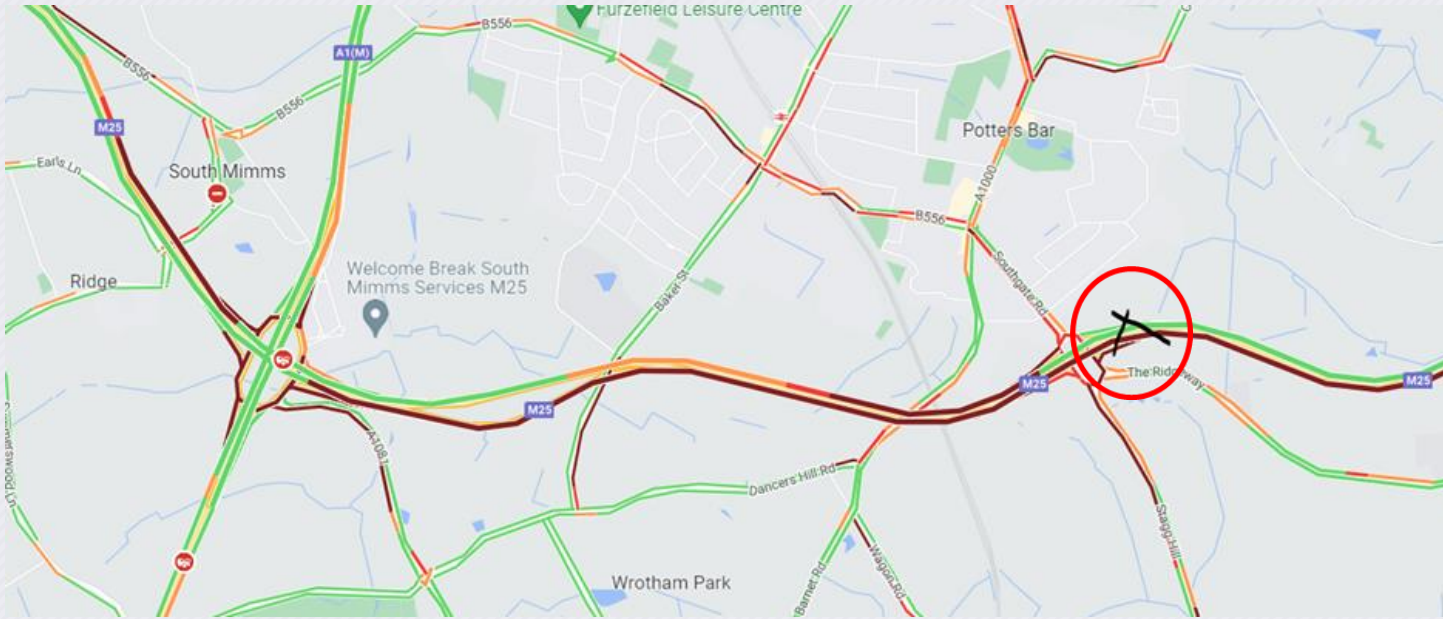 Furzefield Leisure Centre
B556
A1(M)
B556
B556
M25
Potters Bar
Earls Ln
South Mimms
A1000
B556
Ridge
Welcome Break South
Mimms Services M25
Baker St
Southgate Rd
The Ridgeway
M25
M25
M25
A1081
Dancers Hill Rd
Stagg Hill
Wagon Rd
Barnet Rd
Wrotham Park